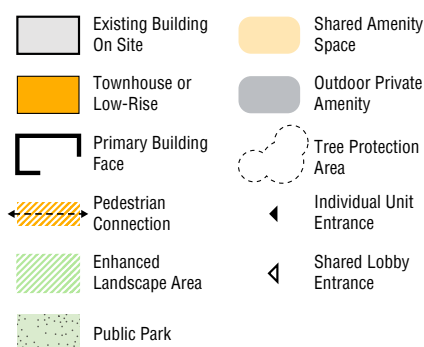 Existing Building
On Site
Townhouse or
Low-Rise
Primary Building
Face
Pedestrian
Connection
Enhanced
Landscape Area
Public Park
Shared Amenity
Space
Outdoor Private
Amenity
Tree Protection
Area
Individual Unit
Entrance
Shared Lobby
Entrance